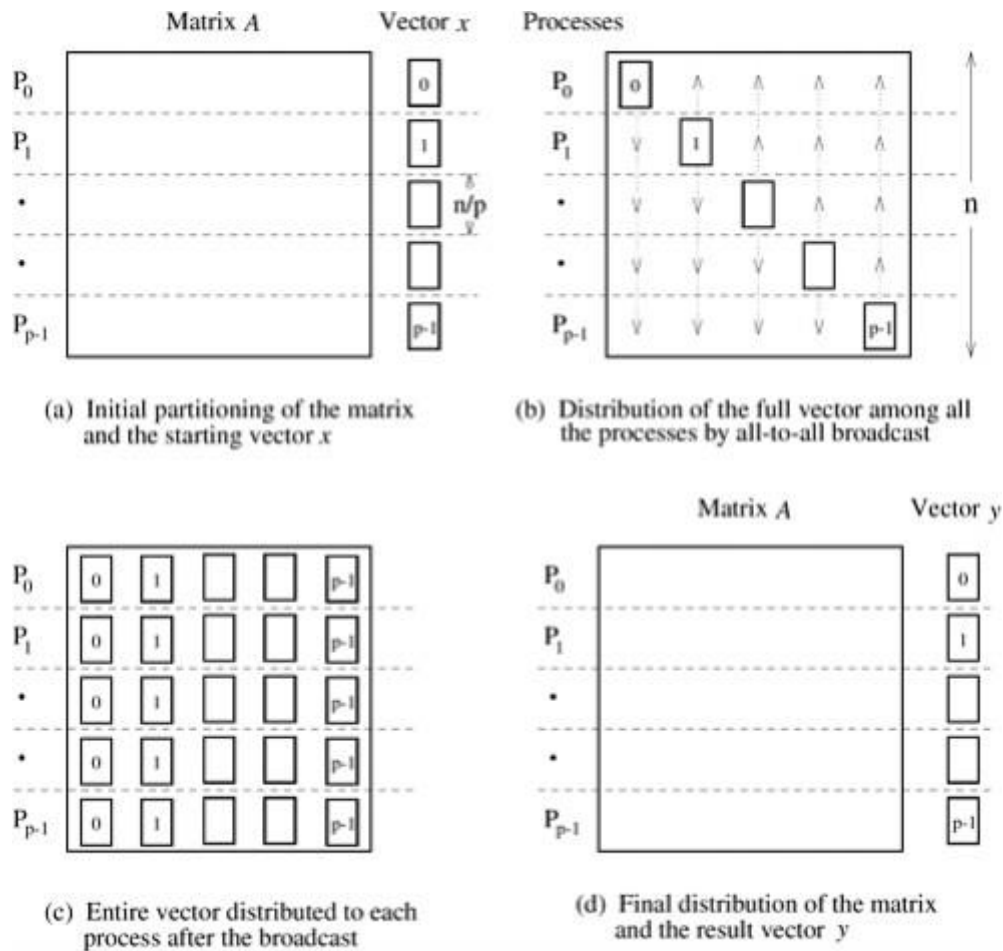 Matrix A
Vector x
P0
0
P1
1
•
n/p
•
Pp-1
p-1
(a) Initial partitioning of the matrix
and the starting vector x
Processes
P0
0
P1
1
•
n
•
Pp-1
p-1
(b) Distribution of the full vector among all
the processes by all-to-all broadcast
P0
0 1 p-1
P1
0 1 p-1
•
0 1 p-1
•
0 1 p-1
Pp-1
0 1 p-1
(c) Entire vector distributed to each
process after the broadcast
Matrix A
Vector y
P0
0
P1
1
•
•
Pp-1
p-1
(d) Final distribution of the matrix
and the result vector y